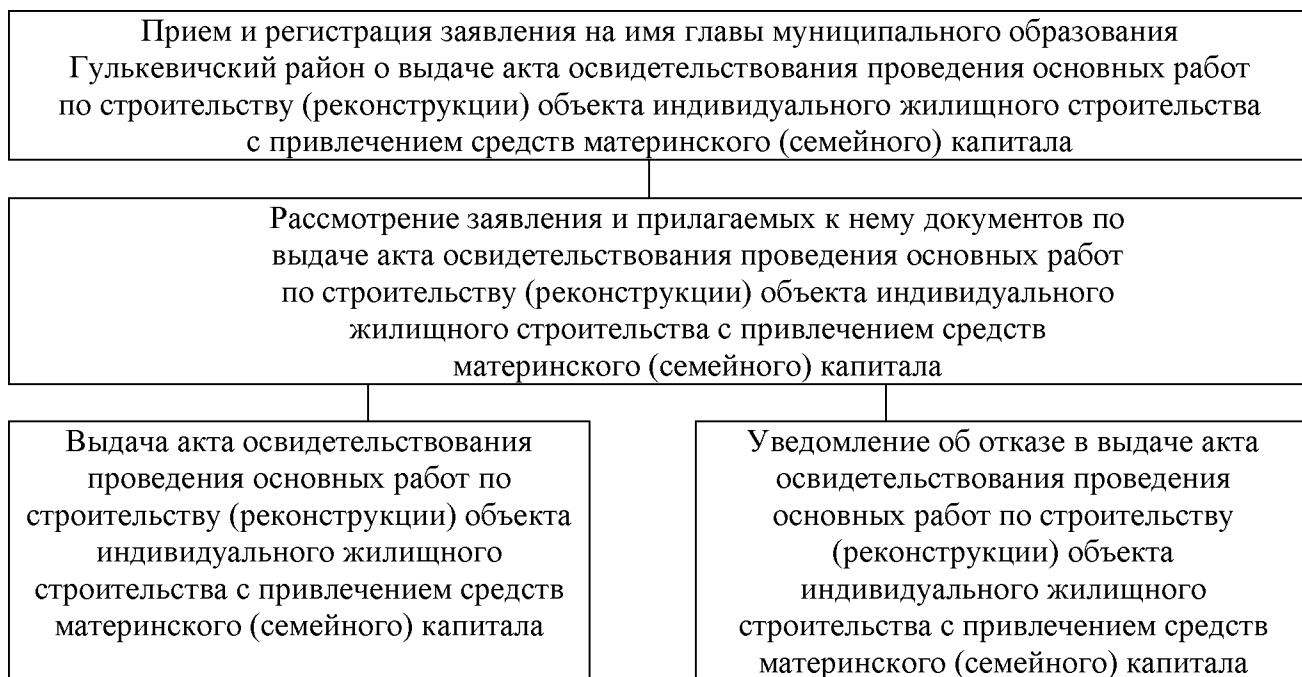 Прием и регистрация заявления на имя главы муниципального образования
Гулькевичский район о выдаче акта освидетельствования проведения основных работ
по строительству (реконструкции) объекта индивидуального жилищного строительства
с привлечением средств материнского (семейного) капитала
Рассмотрение заявления и прилагаемых к нему документов по
выдаче акта освидетельствования проведения основных работ
по строительству (реконструкции) объекта индивидуального
жилищного строительства с привлечением средств
материнского (семейного) капитала
Выдача акта освидетельствования
проведения основных работ по
строительству (реконструкции) объекта
индивидуального жилищного
строительства с привлечением средств
материнского (семейного) капитала
Уведомление об отказе в выдаче акта
освидетельствования проведения
основных работ по строительству
(реконструкции) объекта
индивидуального жилищного
строительства с привлечением средств
материнского (семейного) капитала